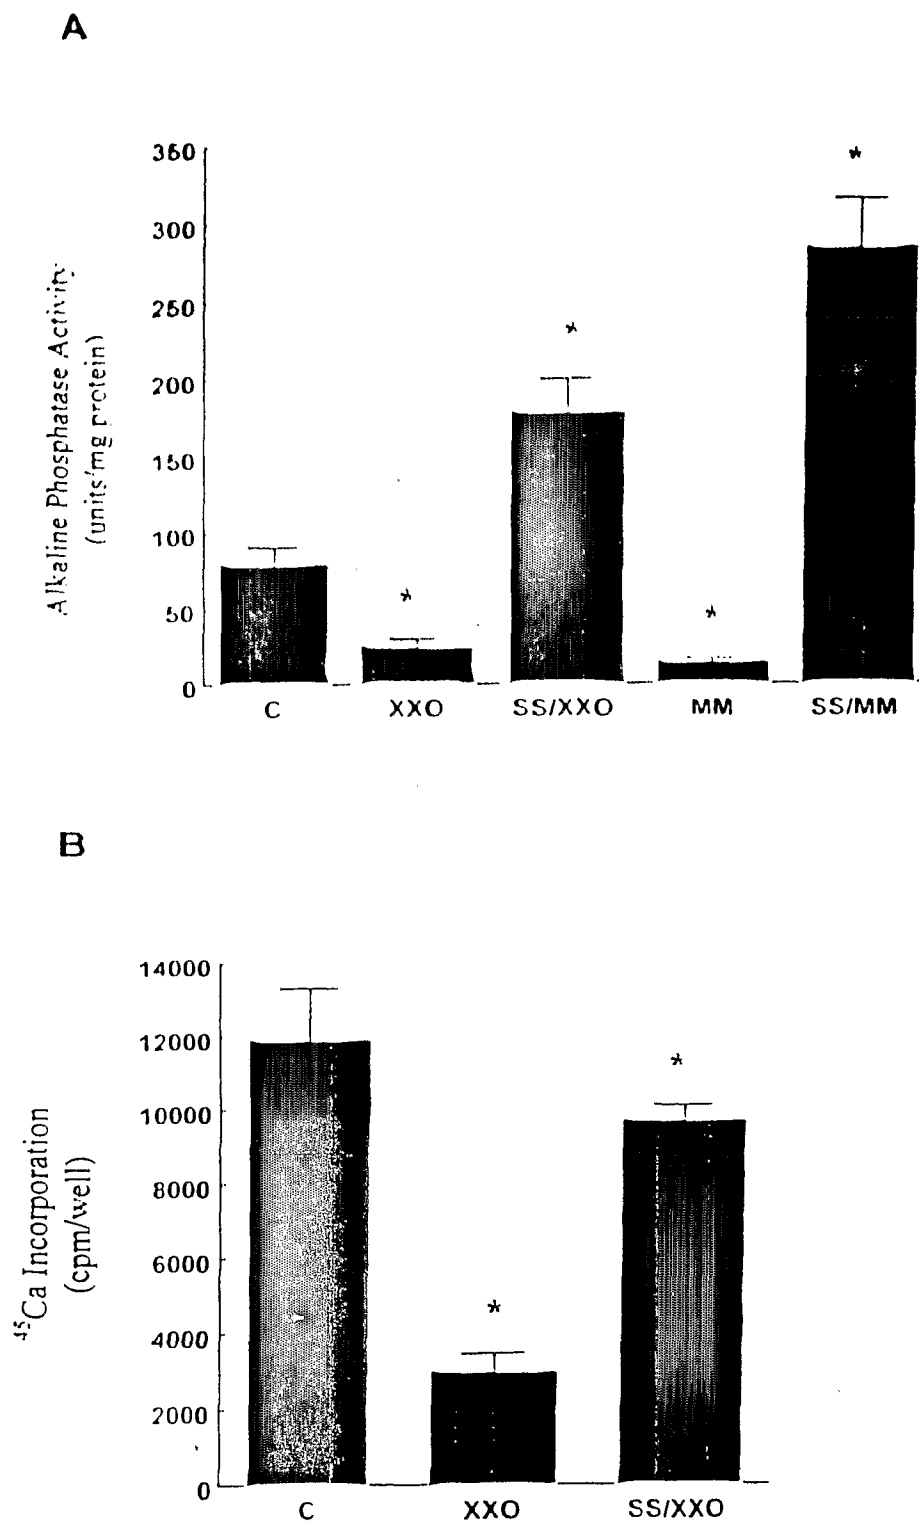 A
350
*
300
Alkaline Phosphatase Activity
(units/mg protein)
250
*
200
150
100
*
*
50
0
C XXO SS/XXO MM SS/MM
B
14000
12000
*
10000
45Ca Incorporation
(cpm/well)
8000
6000
*
4000
2000
0
C XXO SS/XXO